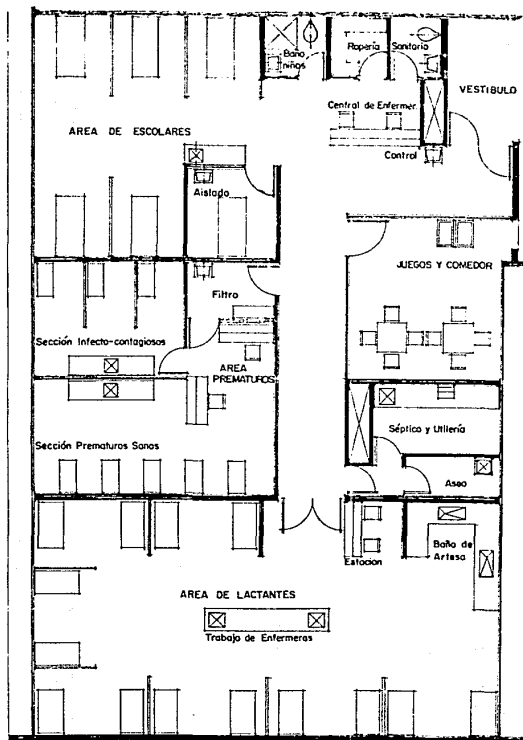 Baño
niños
Ropería
Sanitario
VESTIBULO
Central de Enfermer.
AREA DE ESCOLARES
Control
Aislado
JUEGOS Y COMEDOR
Filtro
Sección Infecto-contagiosos
AREA
PREMATUROS
Séptico y Utilería
Sección Prematuros Sanos
Aseo
Baño de
Artesa
Estacion
AREA DE LACTANTES
Trabajo de Enfermeras